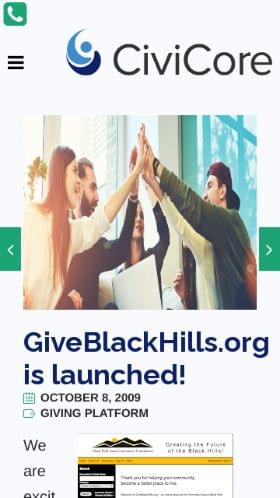 CiviCore
GiveBlackHills.org
is launched!
OCTOBER 8, 2009
GIVING PLATFORM
We
are
excit
Black Hills Area Community Foundation
Creating the Future
of the Black Hills!
Thank you for helping your community
become a better place to live.